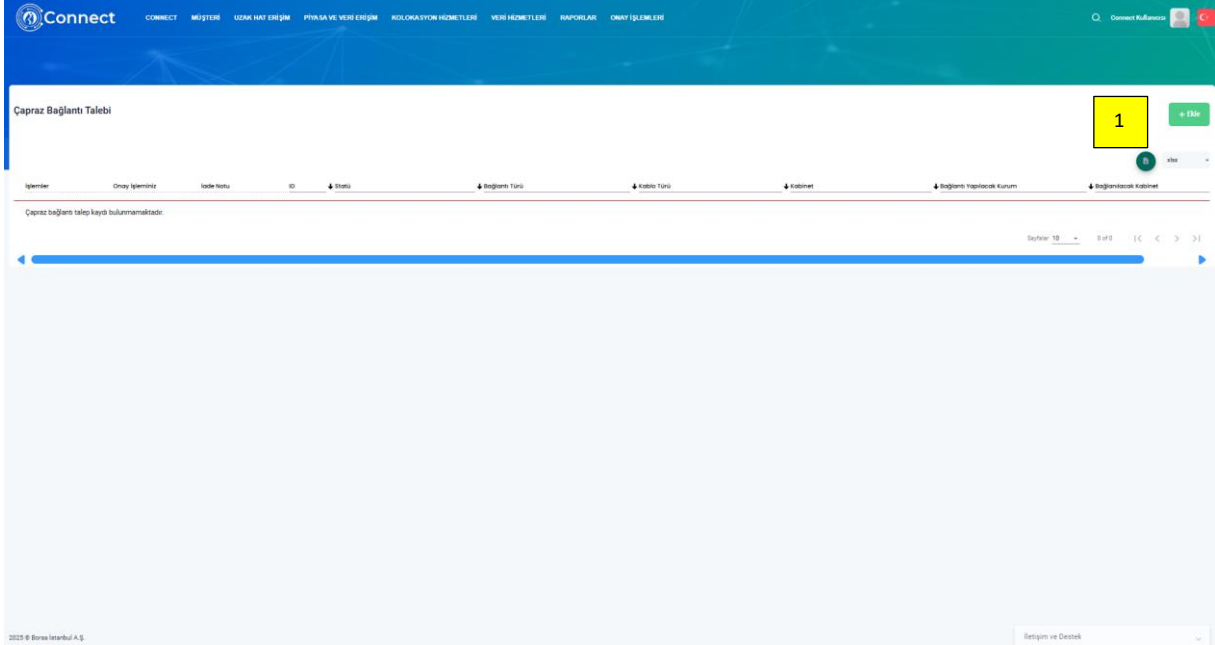 Connect CONNECT MÜŞTERİ UZAK HAT ERİŞİM PİYASA VE VERİ ERİŞİM KOLOKASYON HİZMETLERİ VERİ HİZMETLERİ RAPORLAR ONAY İŞLEMLERİ Connect Kullanıcısı
Çapraz Bağlantı Talebi
1
+ Ekle
xlsx
İşlemler Onay İşleminiz İade Notu ID Statü Bağlantı Türü Kablo Türü Kabinet Bağlantı Yapılacak Kurum Bağlanılacak Kabinet
Çapraz bağlantı talep kaydı bulunmamaktadır.
Sayfalar 10 0 of 0
2025 © Borsa İstanbul A.Ş.
İletişim ve Destek